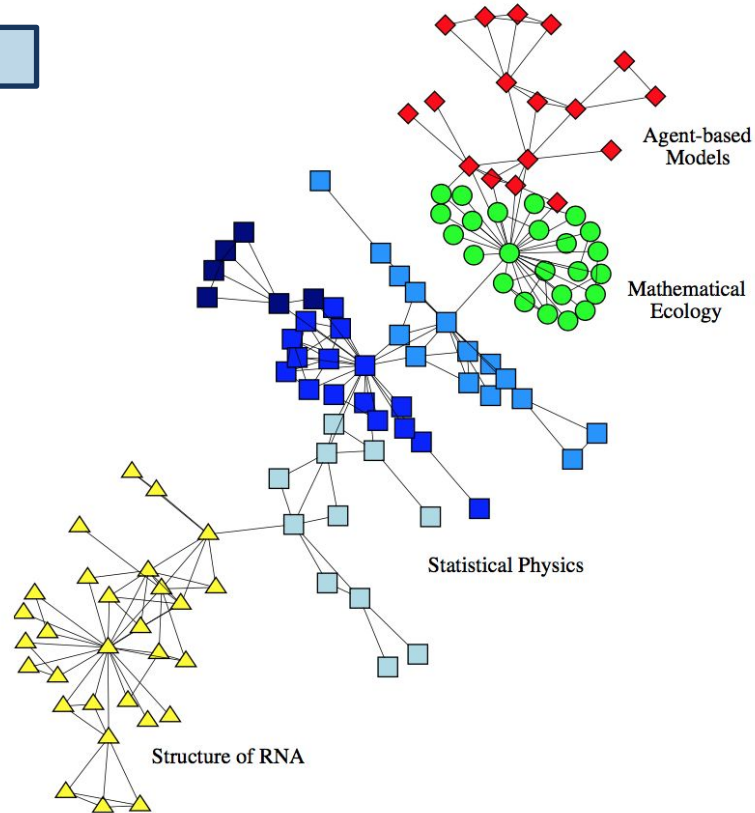 Agent-based
Models
Mathematical
Ecology
Statistical Physics
Structure of RNA